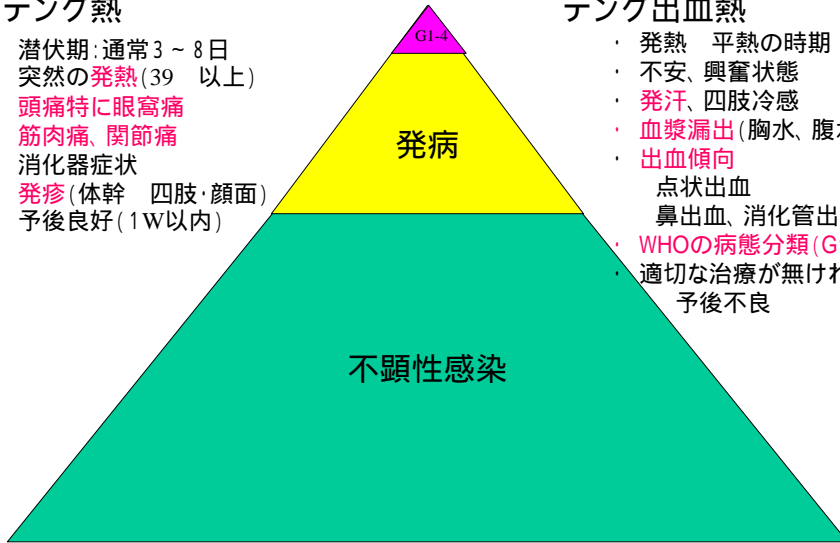 デング熱
潜伏期:通常3～8日
突然の発熱(39　以上)
頭痛特に眼窩痛
筋肉痛、関節痛
消化器症状
発疹(体幹　四肢・顔面)
予後良好(1W以内)
G1-4
発病
不顕性感染
デング出血熱
・ 発熱　平熱の時期
・ 不安、興奮状態
・ 発汗、四肢冷感
・ 血漿漏出(胸水、腹水
・ 出血傾向
点状出血
鼻出血、消化管出
・ WHOの病態分類(G
・ 適切な治療が無けれ
予後不良